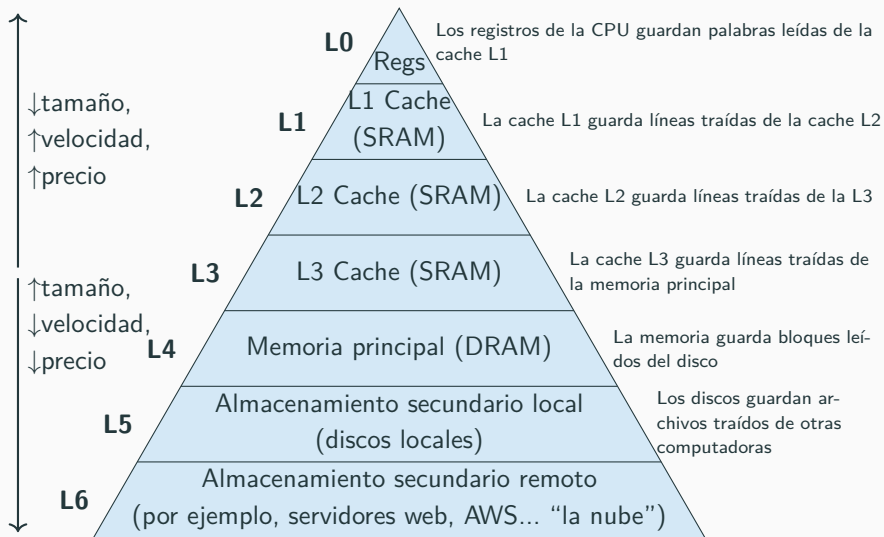 L0
Regs
Los registros de la CPU guardan palabras leídas de la
cache L1
↓tamaño,
↑velocidad,
↑precio
L1
L1 Cache
(SRAM)
La cache L1 guarda líneas traídas de la cache L2
L2
L2 Cache (SRAM)
La cache L2 guarda líneas traídas de la L3
L3
L3 Cache (SRAM)
La cache L3 guarda líneas traídas de
la memoria principal
↑tamaño,
↓velocidad,
↓precio
L4
Memoria principal (DRAM)
La memoria guarda bloques leí-
dos del disco
L5
Almacenamiento secundario local
(discos locales)
Los discos guardan ar-
chivos traídos de otras
computadoras
L6
Almacenamiento secundario remoto
(por ejemplo, servidores web, AWS... “la nube”)